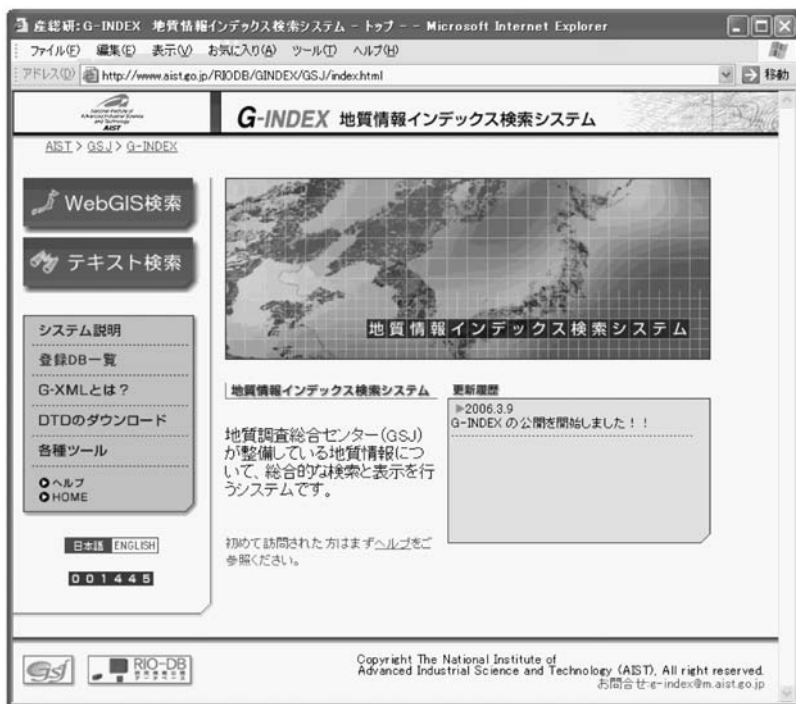 産総研:G-INDEX 地質情報インデックス検索システム - トップ - - Microsoft Internet Explorer
ファイル(F) 編集(E) 表示(V) お気に入り(A) ツール(T) ヘルプ(H)
アドレス(D) http://www.aist.go.jp/RIODB/GINDEX/GSJ/index.html 移動
National Institute of
Advanced Industrial Science
and Technology
AIST
G-INDEX 地質情報インデックス検索システム
AIST > GSJ > G-INDEX
WebGIS検索
テキスト検索
地質情報インデックス検索システム
システム説明
登録DB一覧
G-XMLとは?
DTDのダウンロード
各種ツール
ヘルプ
HOME
日本語 ENGLISH
001445
地質情報インデックス検索システム
地質調査総合センター(GSJ)
が整備している地質情報につ
いて、総合的な検索と表示を行
うシステムです。
初めて訪問された方はまずヘルプをご
参照ください。
更新履歴
2006.3.9
G-INDEX の公開を開始しました!!
GSJ
RIO-DB
Copyright The National Institute of
Advanced Industrial Science and Technology (AIST), All right reserved.
お問合せ:g-index@m.aist.go.jp